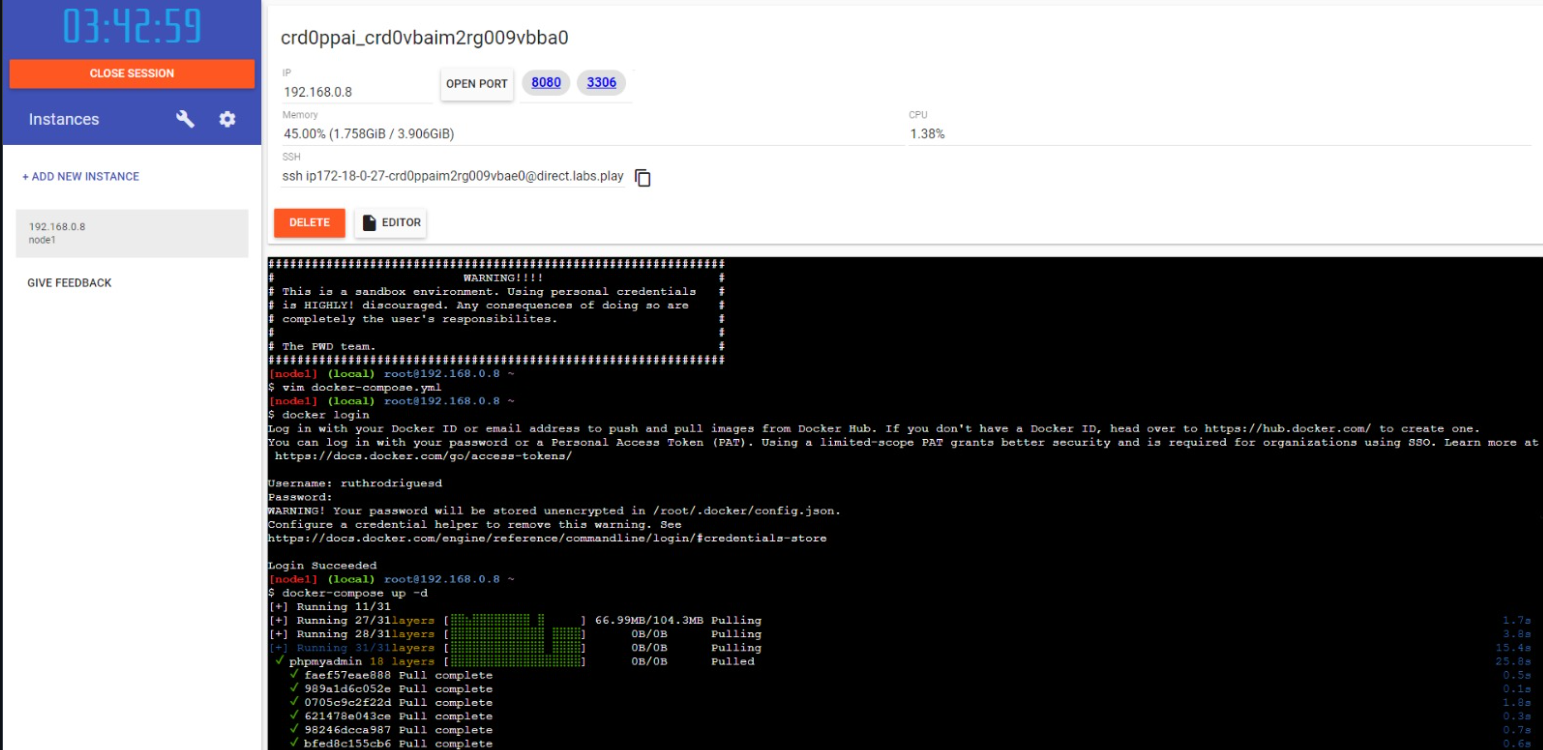 03:42:59
CLOSE SESSION
Instances
+ ADD NEW INSTANCE
192.168.0.8
node1
GIVE FEEDBACK
crd0ppai_crd0vbaim2rg009vbba0
IP
192.168.0.8
OPEN PORT
8080
3306
Memory
45.00% (1.758GiB / 3.906GiB)
CPU
1.38%
SSH
ssh ip172-18-0-27-crd0ppaim2rg009vbae0@direct.labs.play
DELETE
EDITOR
###############################################################
#                          WARNING!!!!                        #
# This is a sandbox environment. Using personal credentials   #
# is HIGHLY! discouraged. Any consequences of doing so are    #
# completely the user's responsibilites.                      #
#                                                             #
# The PWD team.                                               #
###############################################################
[node1] (local) root@192.168.0.8 ~
$ vim docker-compose.yml
[node1] (local) root@192.168.0.8 ~
$ docker login
Log in with your Docker ID or email address to push and pull images from Docker Hub. If you don't have a Docker ID, head over to https://hub.docker.com/ to create one.
You can log in with your password or a Personal Access Token (PAT). Using a limited-scope PAT grants better security and is required for organizations using SSO. Learn more at
https://docs.docker.com/go/access-tokens/
Username: ruthrodriguesd
Password:
WARNING! Your password will be stored unencrypted in /root/.docker/config.json.
Configure a credential helper to remove this warning. See
https://docs.docker.com/engine/reference/commandline/login/#credentials-store
Login Succeeded
[node1] (local) root@192.168.0.8 ~
$ docker-compose up -d
[+] Running 11/31
[+] Running 27/31layers [ ] 66.99MB/104.3MB Pulling 1.7s
[+] Running 28/31layers [ ] 0B/0B Pulling 3.8s
[+] Running 31/31layers [ ] 0B/0B Pulling 15.4s
✔ phpmyadmin 18 layers [ ] 0B/0B Pulled 25.8s
✔ faef57eae888 Pull complete 0.5s
✔ 989a1d6c052e Pull complete 0.1s
✔ 0705c9c2f22d Pull complete 1.8s
✔ 621478e043ce Pull complete 0.3s
✔ 98246dcca987 Pull complete 0.7s
✔ bfed8c155cb6 Pull complete 0.6s